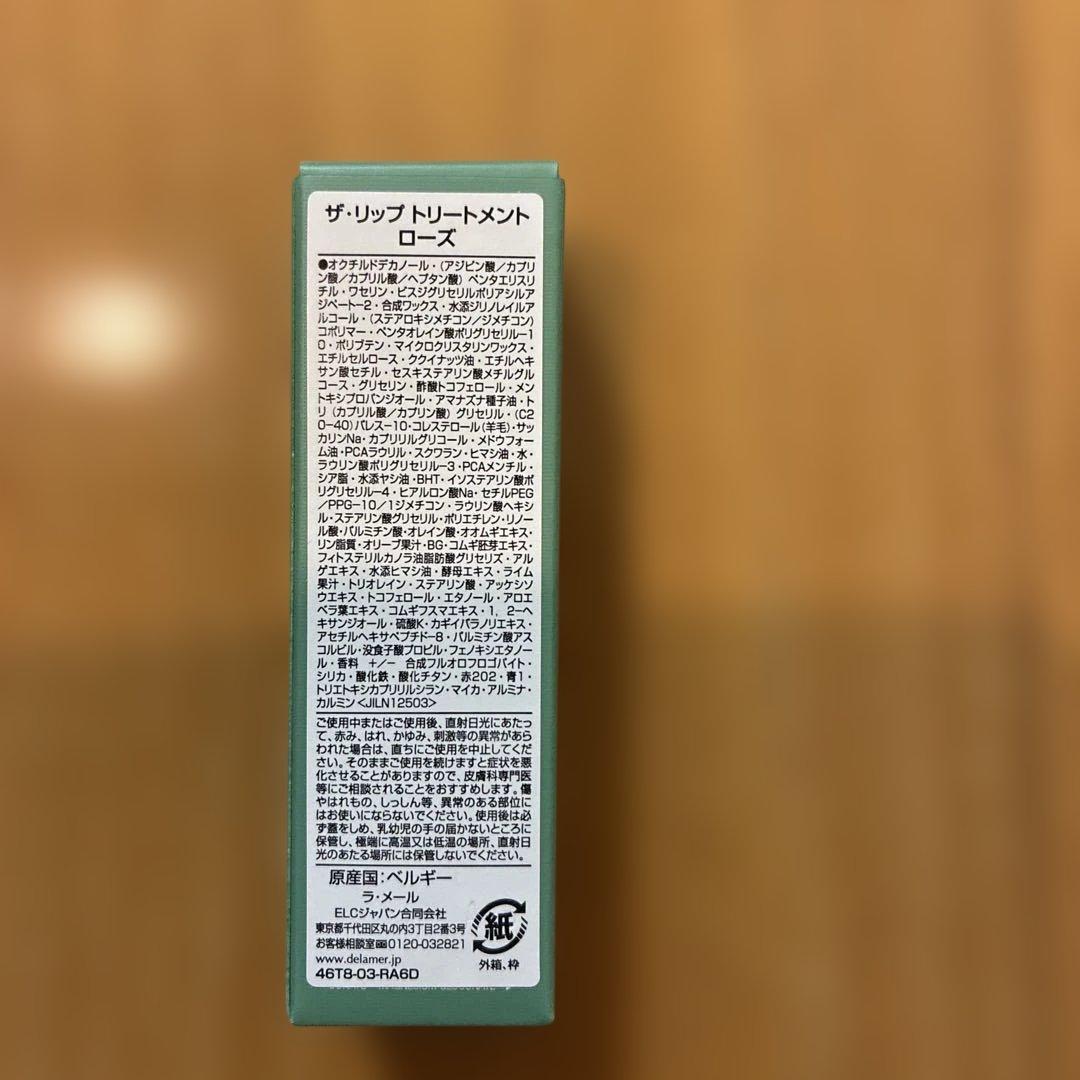 ザ・リップ トリートメント
ローズ
●オクチルドデカノール・(アジピン酸/カプリ
ン酸/カプリル酸/ヘプタン酸) ペンタエリスリ
チル・ワセリン・ビスジグリセリルポリアシルア
ジペート-2・合成ワックス・水添ジリノレイルア
ルコール・(ステアロキシメチコン/ジメチコン)
コポリマー・ペンタオレイン酸ポリグリセリル-1
0・ポリブテン・マイクロクリスタリンワックス・
エチルセルロース・ククイナッツ油・エチルヘキ
サン酸セチル・セスキステアリン酸メチルグル
コース・グリセリン・酢酸トコフェロール・メン
トキシプロパンジオール・アマナズナ種子油・ト
リ (カプリル酸/カプリン酸) グリセリル・(C2
0-40)パレス-10・コレステロール(羊毛)・サッ
カリンNa・カプリリルグリコール・メドウフォー
ム油・PCAラウリル・スクワラン・ヒマシ油・水・
ラウリン酸ポリグリセリル-3・PCAメンチル・
シア脂・水添ヤシ油・BHT・イソステアリン酸ポ
リグリセリル-4・ヒアルロン酸Na・セチルPEG
/PPG-10/1ジメチコン・ラウリン酸ヘキシ
ル・ステアリン酸グリセリル・ポリエチレン・リノー
ル酸・パルミチン酸・オレイン酸・オオムギエキス・
リン脂質・オリーブ果汁・BG・コムギ胚芽エキス・
フィトステリルカノラ油脂肪酸グリセリズ・アル
ゲエキス・水添ヒマシ油・酵母エキス・ライム
果汁・トリオレイン・ステアリン酸・アッケシソ
ウエキス・トコフェロール・エタノール・アロエ
ベラ葉エキス・コムギフスマエキス・1, 2-ヘ
キサンジオール・硫酸K・カギイバラノリエキス・
アセチルヘキサペプチド-8・パルミチン酸アス
コルビル・没食子酸プロピル・フェノキシエタノー
ル・香料 +/- 合成フルオロフロゴパイト・
シリカ・酸化鉄・酸化チタン・赤202・青1・
トリエトキシカプリリルシラン・マイカ・アルミナ・
カルミン<JILN12503>
ご使用中またはご使用後、直射日光にあたっ
て、赤み、はれ、かゆみ、刺激等の異常があら
われた場合は、直ちにご使用を中止してくだ
さい。そのままご使用を続けますと症状を悪
化させることがありますので、皮膚科専門医
等にご相談されることをおすすめします。傷
やはれもの、しっしん等、異常のある部位に
はお使いにならないでください。使用後は必
ず蓋をしめ、乳幼児の手の届かないところに
保管し、極端に高温又は低温の場所、直射日
光のあたる場所には保管しないでください。
原産国:ベルギー
ラ・メール
ELCジャパン合同会社
東京都千代田区丸の内3丁目2番3号
お客様相談室 0120-032821
www.delamer.jp
46T8-03-RA6D
紙
外箱、枠